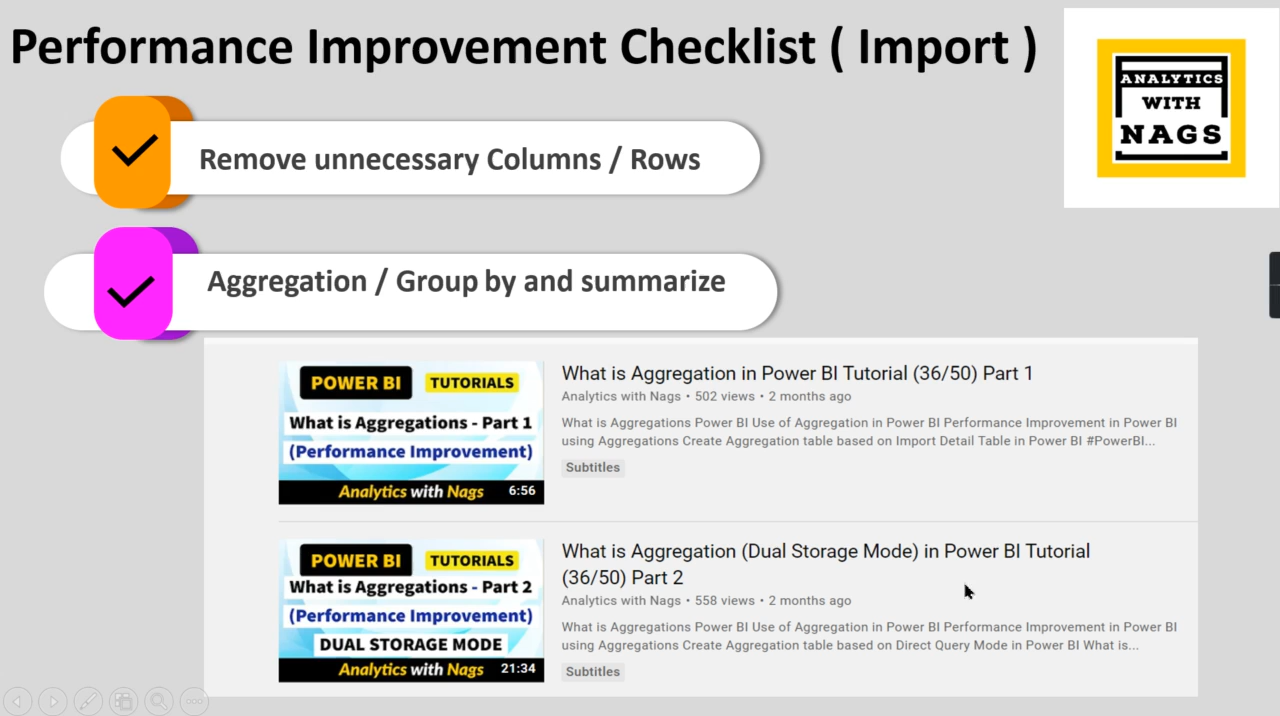 Performance Improvement Checklist ( Import )
ANALYTICS
WITH
NAGS
Remove unnecessary Columns / Rows
Aggregation / Group by and summarize
POWER BI TUTORIALS
What is Aggregations - Part 1
(Performance Improvement)
Analytics with Nags 6:56
What is Aggregation in Power BI Tutorial (36/50) Part 1
Analytics with Nags • 502 views • 2 months ago
What is Aggregations Power BI Use of Aggregation in Power BI Performance Improvement in Power BI
using Aggregations Create Aggregation table based on Import Detail Table in Power BI #PowerBI...
Subtitles
POWER BI TUTORIALS
What is Aggregations - Part 2
(Performance Improvement)
DUAL STORAGE MODE
Analytics with Nags 21:34
What is Aggregation (Dual Storage Mode) in Power BI Tutorial
(36/50) Part 2
Analytics with Nags • 558 views • 2 months ago
What is Aggregations Power BI Use of Aggregation in Power BI Performance Improvement in Power BI
using Aggregations Create Aggregation table based on Direct Query Mode in Power BI What is...
Subtitles